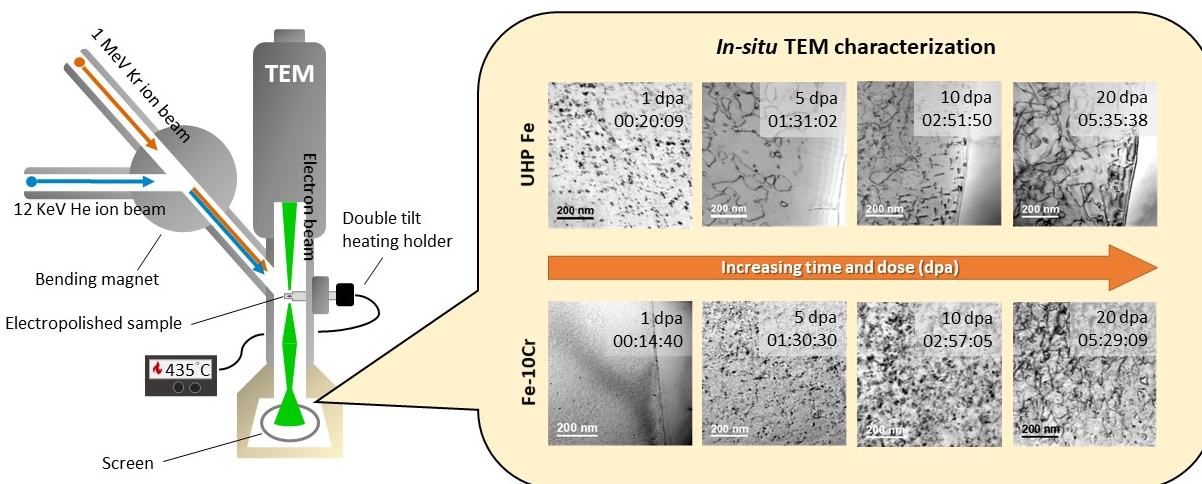 1 MeV Kr ion beam
12 KeV He ion beam
Bending magnet
Electropolished sample
435°C
Screen
TEM
Electron beam
Double tilt
heating holder
In-situ TEM characterization
UHP Fe
1 dpa
00:20:09
200 nm
5 dpa
01:31:02
200 nm
10 dpa
02:51:50
200 nm
20 dpa
05:35:38
200 nm
Increasing time and dose (dpa)
Fe-10Cr
1 dpa
00:14:40
200 nm
5 dpa
01:30:30
200 nm
10 dpa
02:57:05
200 nm
20 dpa
05:29:09
200 nm